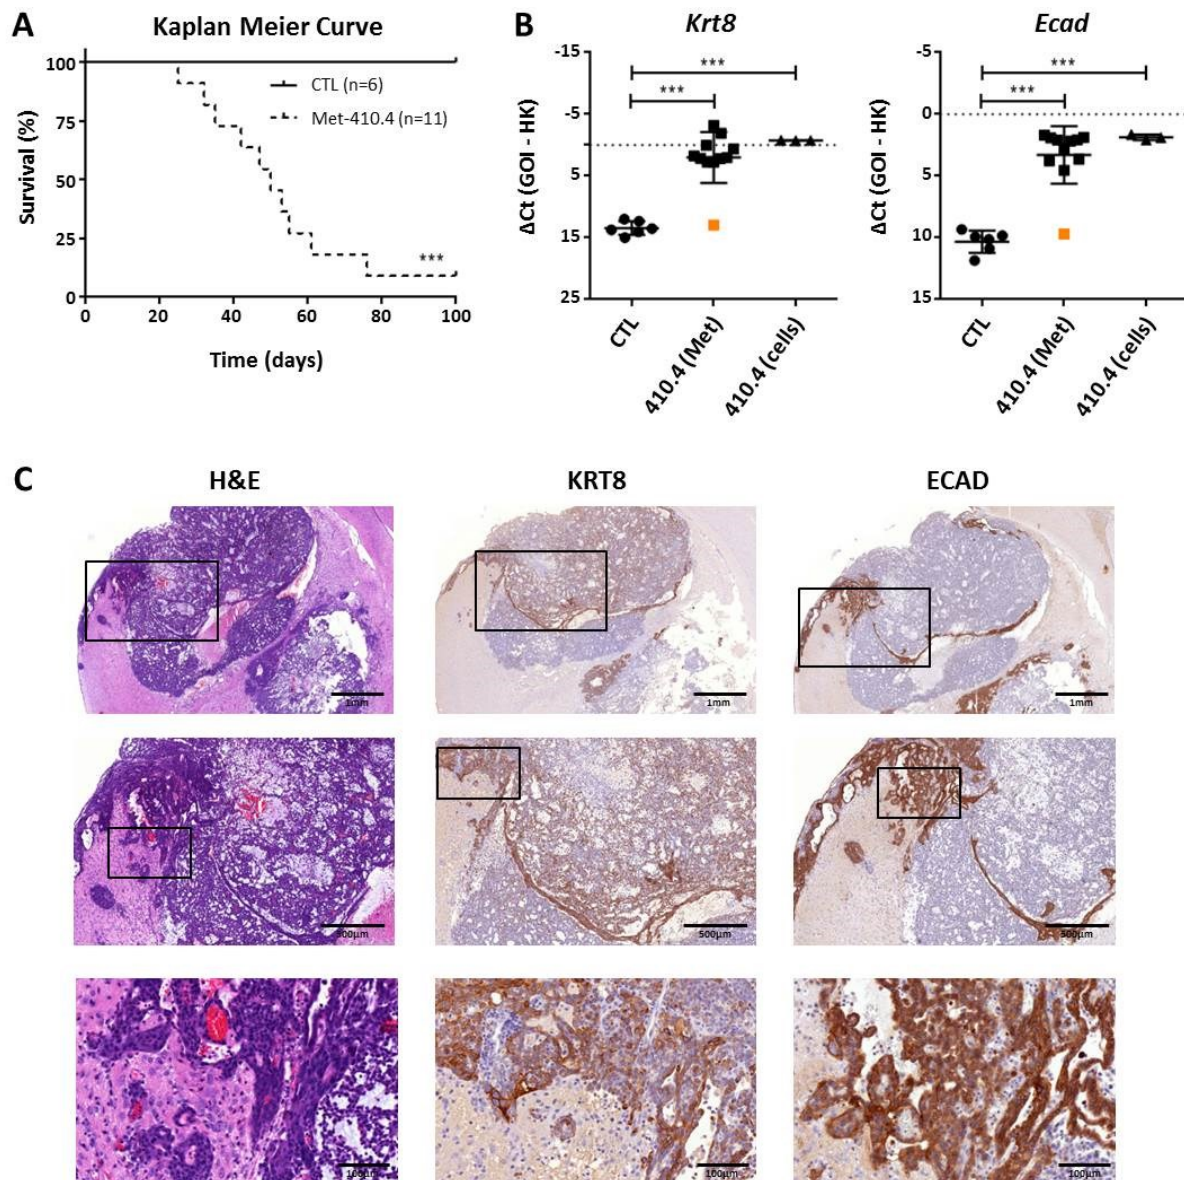 A
Kaplan Meier Curve
Survival (%)
100
75
50
25
0
CTL (n=6)
Met-410.4 (n=11)
***
0 20 40 60 80 100
Time (days)
B
Krt8
ΔCt (GOI - HK)
-15
-5
5
15
25
***
***
CTL
410.4 (Met)
410.4 (cells)
Ecad
ΔCt (GOI - HK)
-5
0
5
10
15
***
***
CTL
410.4 (Met)
410.4 (cells)
C
H&E KRT8 ECAD
1mm 1mm 1mm
500µm 500µm 500µm
100µm 100µm 100µm